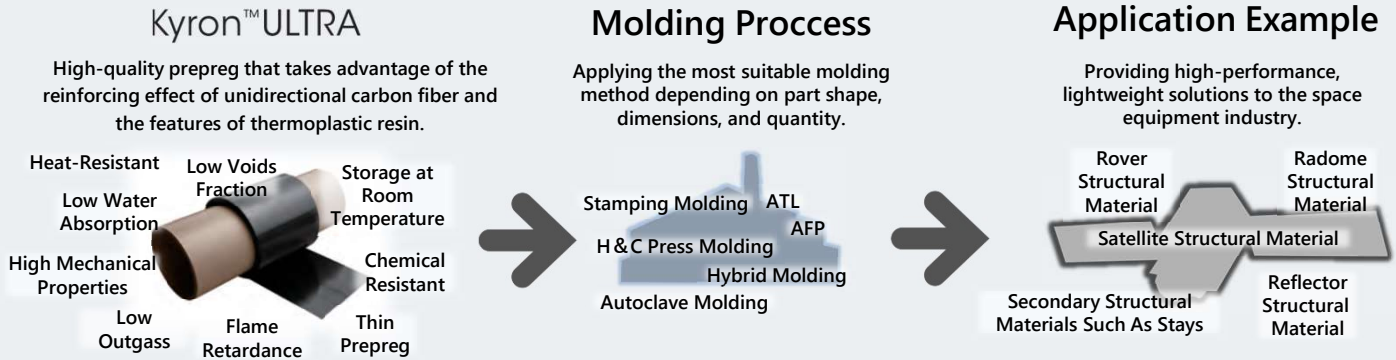 Kyron™ULTRA
High-quality prepreg that takes advantage of the
reinforcing effect of unidirectional carbon fiber and
the features of thermoplastic resin.
Heat-Resistant
Low Voids
Fraction
Storage at
Room
Temperature
Low Water
Absorption
High Mechanical
Properties
Chemical
Resistant
Low
Outgass
Flame
Retardance
Thin
Prepreg
Molding Proccess
Applying the most suitable molding
method depending on part shape,
dimensions, and quantity.
Stamping Molding
ATL
AFP
H&C Press Molding
Hybrid Molding
Autoclave Molding
Application Example
Providing high-performance,
lightweight solutions to the space
equipment industry.
Rover
Structural
Material
Radome
Structural
Material
Satellite Structural Material
Secondary Structural
Materials Such As Stays
Reflector
Structural
Material